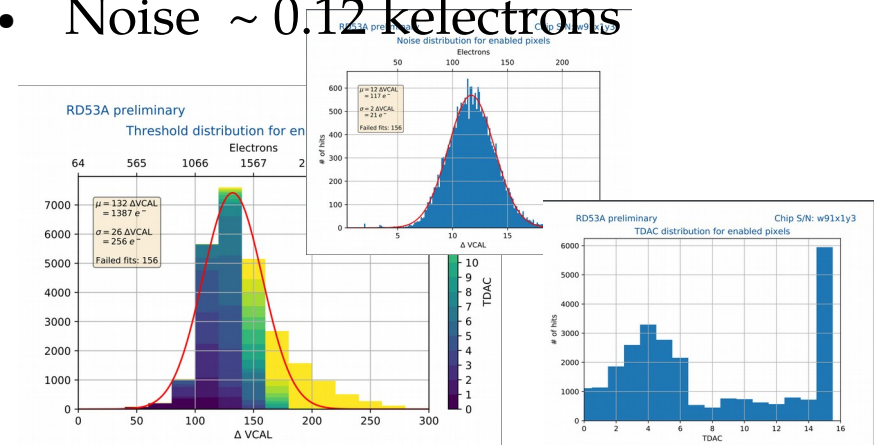 • Noise ~ 0.12 kelectrons
RD53A preliminary
Noise distribution for enabled pixels
Electrons
50 100 150 200
600
500
400
300
200
100
0
# of hits
μ = 12 ΔVCAL
= 117 e⁻
σ = 2 ΔVCAL
= 21 e⁻
Failed fits: 156
5 10 15
Δ VCAL
RD53A preliminary
Threshold distribution for en
Electrons
64 565 1066 1567 2
7000
6000
5000
4000
3000
2000
1000
0
μ = 132 ΔVCAL
= 1387 e⁻
σ = 26 ΔVCAL
= 256 e⁻
Failed fits: 156
0 50 100 150 200 250 300
Δ VCAL
10
9
8
7
6
5
4
3
2
1
0
TDAC
RD53A preliminary Chip S/N: w91x1y3
TDAC distribution for enabled pixels
6000
5000
4000
3000
2000
1000
0
# of hits
0 2 4 6 8 10 12 14 16
TDAC